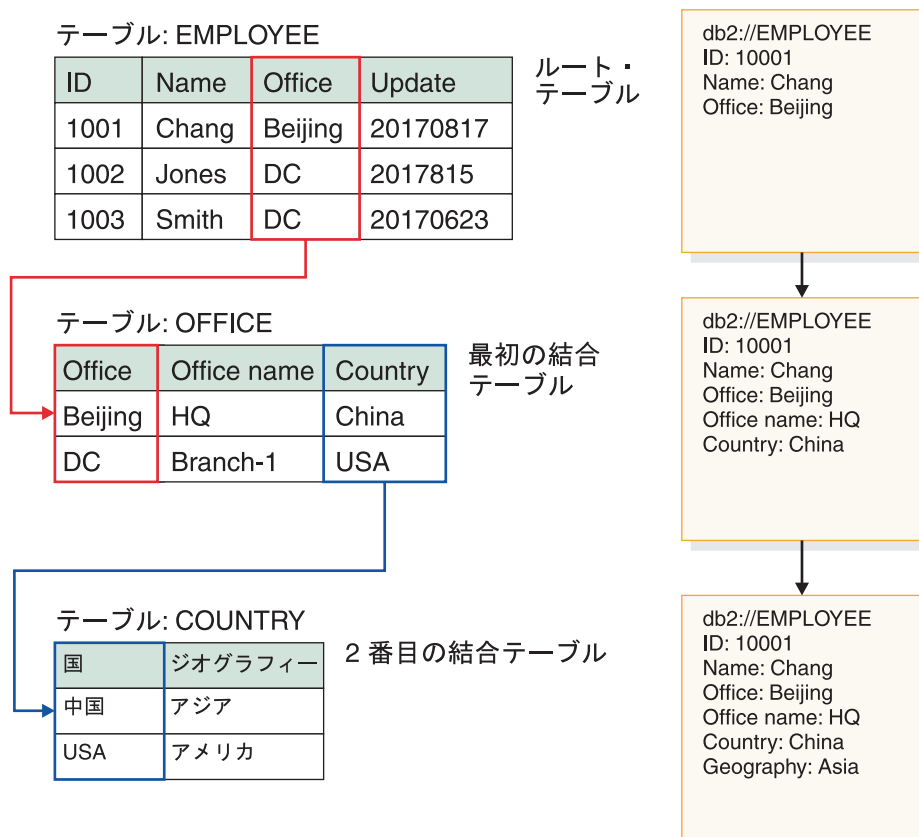 テーブル: EMPLOYEE
ID Name Office Update
1001 Chang Beijing 20170817
1002 Jones DC 2017815
1003 Smith DC 20170623
ルート・
テーブル
テーブル: OFFICE
Office Office name Country
Beijing HQ China
DC Branch-1 USA
最初の結合
テーブル
テーブル: COUNTRY
国 ジオグラフィー
中国 アジア
USA アメリカ
2 番目の結合テーブル
db2://EMPLOYEE
ID: 10001
Name: Chang
Office: Beijing
db2://EMPLOYEE
ID: 10001
Name: Chang
Office: Beijing
Office name: HQ
Country: China
db2://EMPLOYEE
ID: 10001
Name: Chang
Office: Beijing
Office name: HQ
Country: China
Geography: Asia